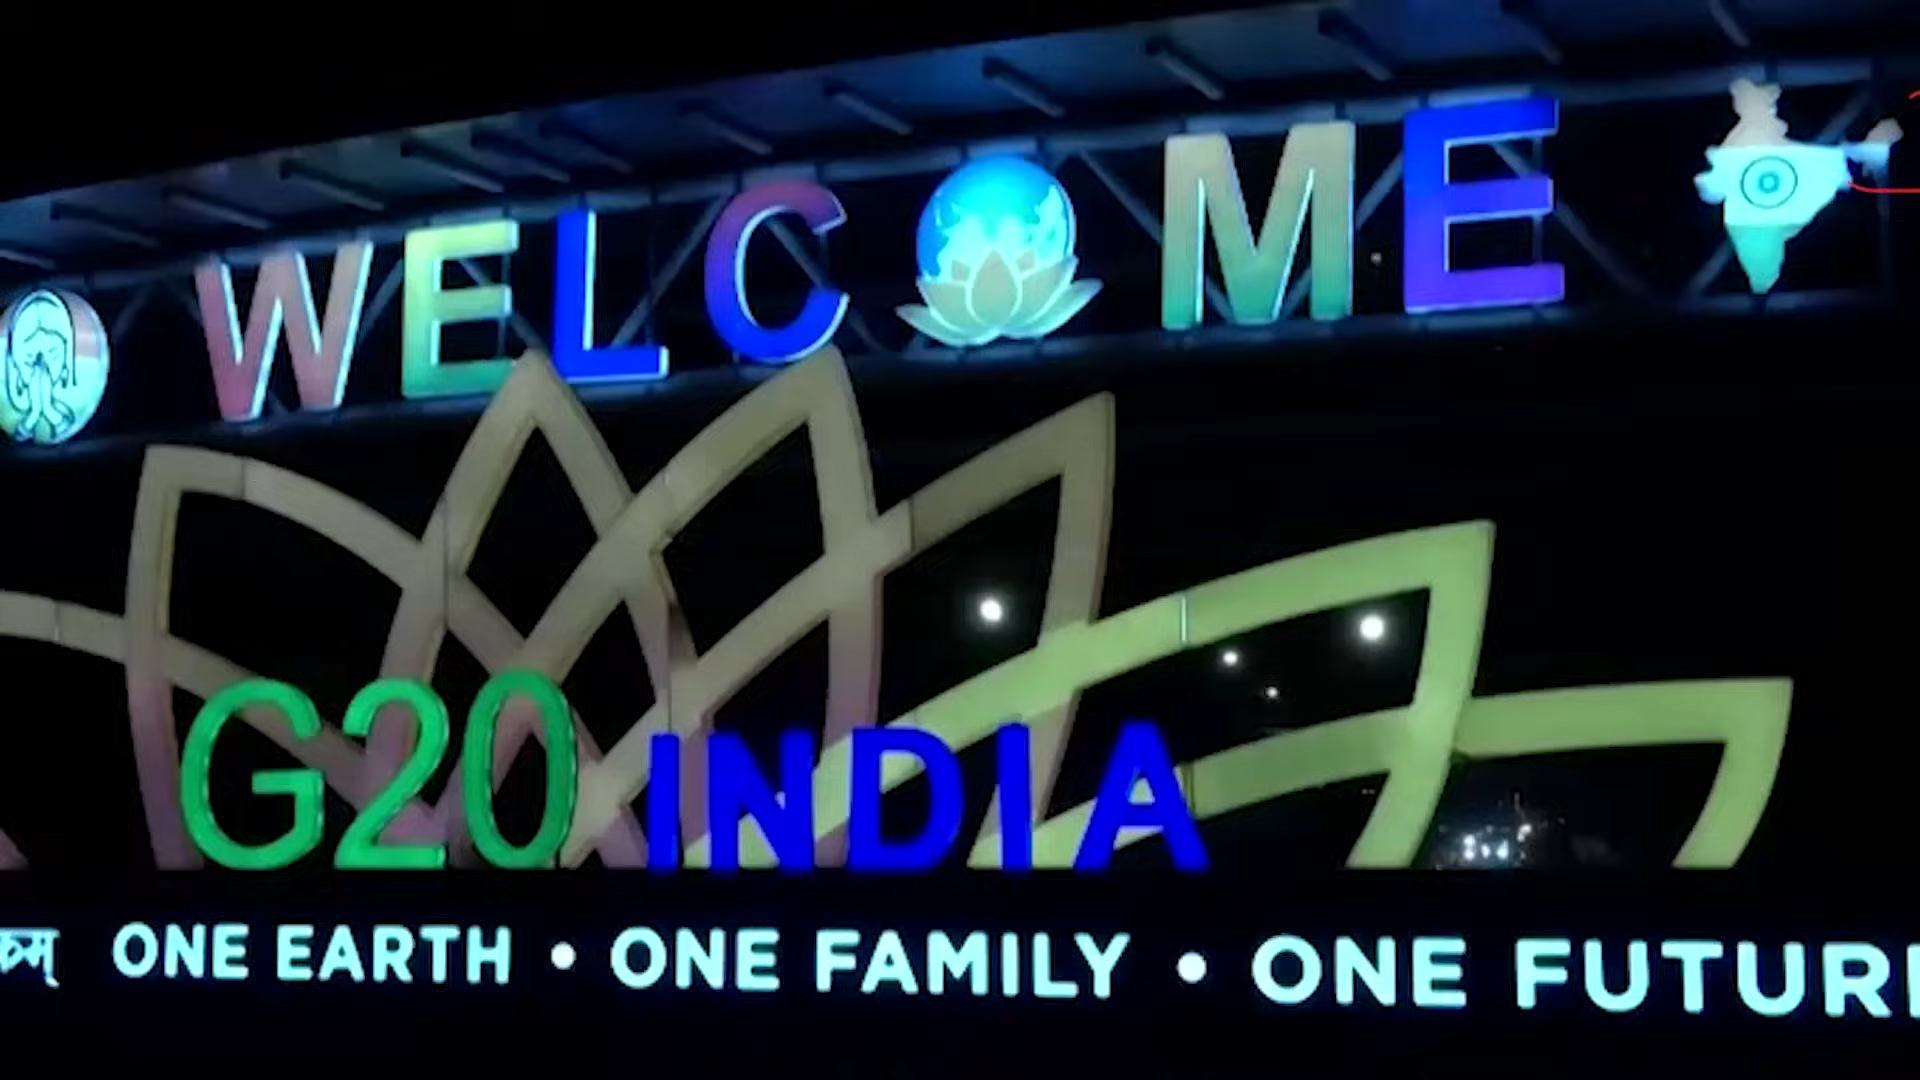 WELCOME
G20 INDIA
ONE EARTH • ONE FAMILY • ONE FUTUR